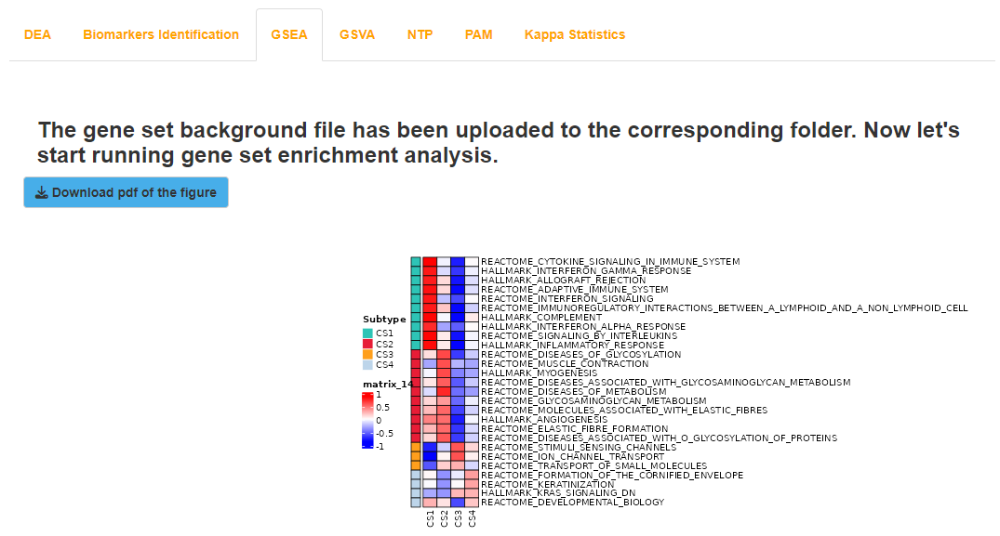 DEA Biomarkers Identification GSEA GSVA NTP PAM Kappa Statistics
The gene set background file has been uploaded to the corresponding folder. Now let's
start running gene set enrichment analysis.
Download pdf of the figure
Subtype
CS1
CS2
CS3
CS4
matrix_14
1
0.5
0
-0.5
-1
REACTOME_CYTOKINE_SIGNALING_IN_IMMUNE_SYSTEM
HALLMARK_INTERFERON_GAMMA_RESPONSE
HALLMARK_ALLOGRAFT_REJECTION
REACTOME_ADAPTIVE_IMMUNE_SYSTEM
REACTOME_INTERFERON_SIGNALING
REACTOME_IMMUNOREGULATORY_INTERACTIONS_BETWEEN_A_LYMPHOID_AND_A_NON_LYMPHOID_CELL
HALLMARK_COMPLEMENT
HALLMARK_INTERFERON_ALPHA_RESPONSE
REACTOME_SIGNALING_BY_INTERLEUKINS
HALLMARK_INFLAMMATORY_RESPONSE
REACTOME_DISEASES_OF_GLYCOSYLATION
REACTOME_MUSCLE_CONTRACTION
HALLMARK_MYOGENESIS
REACTOME_DISEASES_ASSOCIATED_WITH_GLYCOSAMINOGLYCAN_METABOLISM
REACTOME_DISEASES_OF_METABOLISM
REACTOME_GLYCOSAMINOGLYCAN_METABOLISM
REACTOME_MOLECULES_ASSOCIATED_WITH_ELASTIC_FIBRES
HALLMARK_ANGIOGENESIS
REACTOME_ELASTIC_FIBRE_FORMATION
REACTOME_DISEASES_ASSOCIATED_WITH_O_GLYCOSYLATION_OF_PROTEINS
REACTOME_STIMULI_SENSING_CHANNELS
REACTOME_ION_CHANNEL_TRANSPORT
REACTOME_TRANSPORT_OF_SMALL_MOLECULES
REACTOME_FORMATION_OF_THE_CORNIFIED_ENVELOPE
REACTOME_KERATINIZATION
HALLMARK_KRAS_SIGNALING_DN
REACTOME_DEVELOPMENTAL_BIOLOGY
CS1 CS2 CS3 CS4